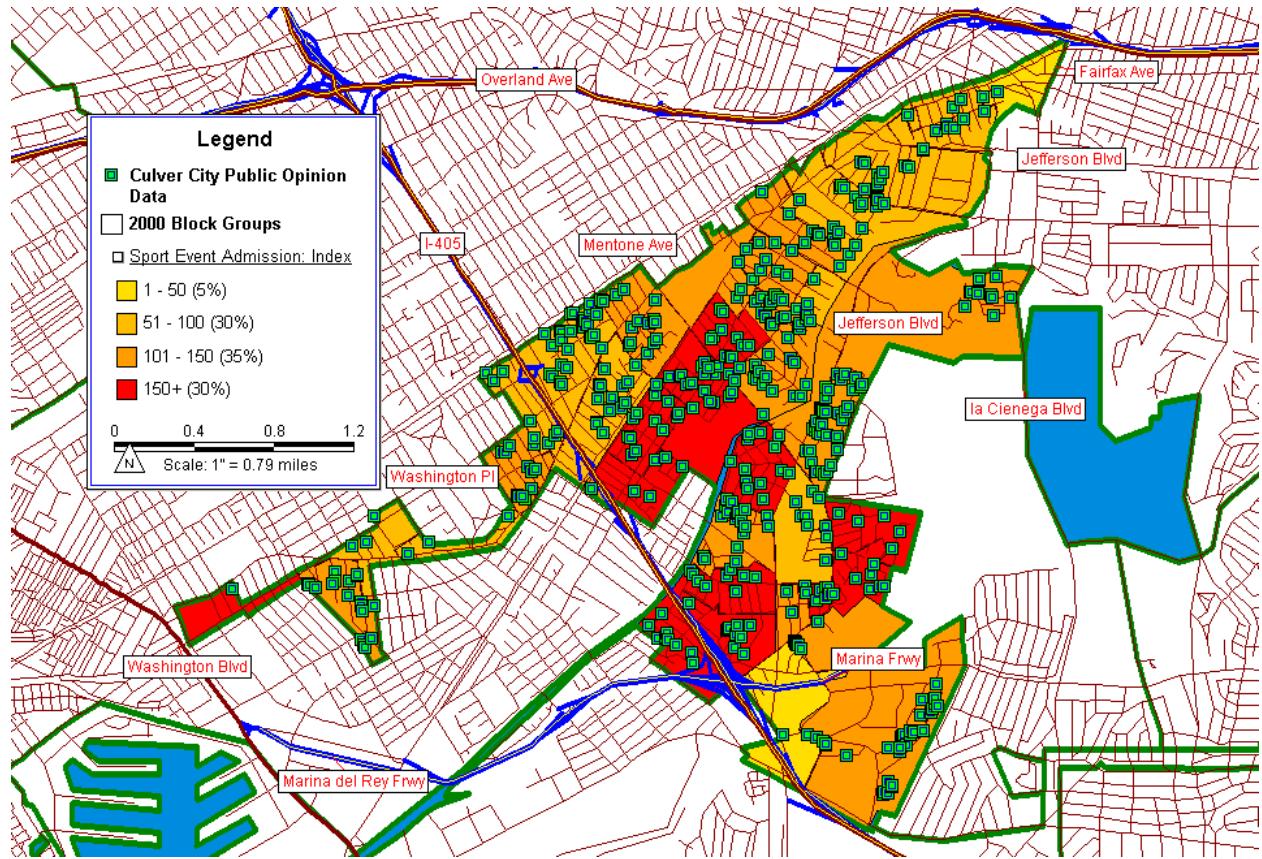 Overland Ave
Fairfax Ave
Legend
Culver City Public Opinion
Data
2000 Block Groups
Sport Event Admission: Index
1 - 50 (5%)
51 - 100 (30%)
101 - 150 (35%)
150+ (30%)
0 0.4 0.8 1.2
N
Scale: 1" = 0.79 miles
Jefferson Blvd
I-405
Mentone Ave
Jefferson Blvd
la Cienega Blvd
Washington Pl
Washington Blvd
Marina Frwy
Marina del Rey Frwy